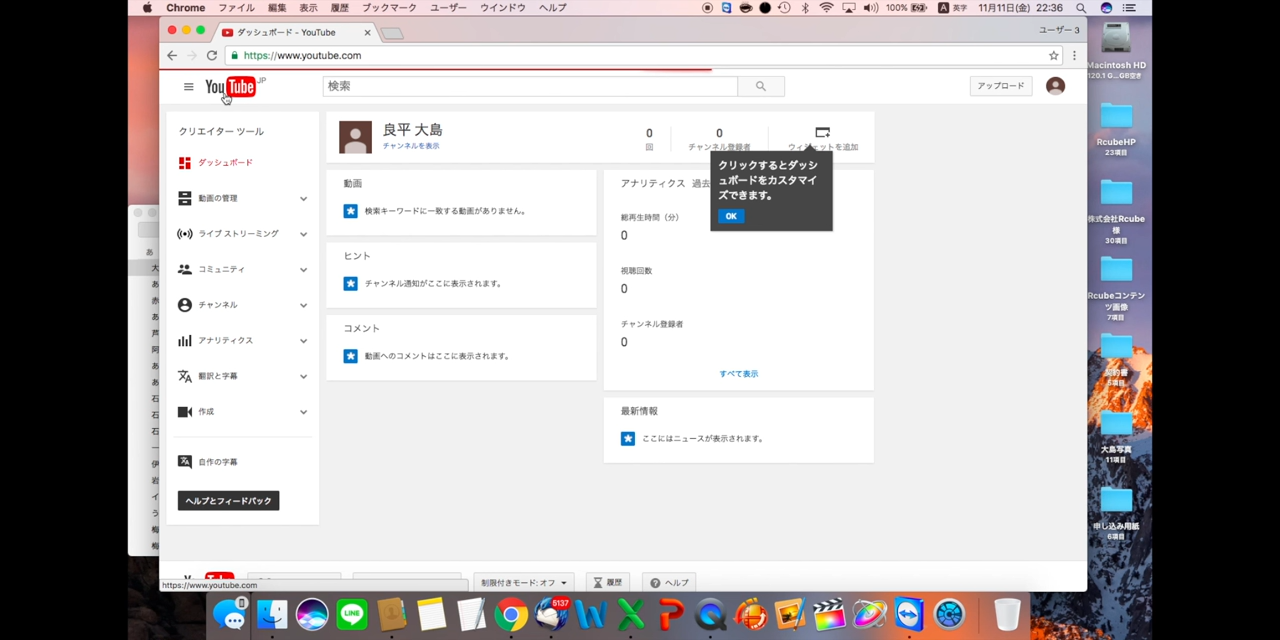 Chrome ファイル 編集 表示 履歴 ブックマーク ユーザー ウインドウ ヘルプ 100% 英字 11月11日(金) 22:36
ダッシュボード - YouTube
ユーザー 3
https://www.youtube.com
YouTube JP
検索
アップロード
クリエイター ツール
ダッシュボード
動画の管理
ライブ ストリーミング
コミュニティ
チャンネル
アナリティクス
翻訳と字幕
作成
自作の字幕
ヘルプとフィードバック
良平 大島
チャンネルを表示
0
回
0
チャンネル登録者
ウィジェットを追加
クリックするとダッシ
ュボードをカスタマイ
ズできます。
OK
動画
検索キーワードに一致する動画がありません。
ヒント
チャンネル通知がここに表示されます。
コメント
動画へのコメントはここに表示されます。
アナリティクス 過去
総再生時間（分）
0
視聴回数
0
チャンネル登録者
0
すべて表示
最新情報
ここにはニュースが表示されます。
制限付きモード: オフ
履歴
ヘルプ
https://www.youtube.com
Macintosh HD
120.1 G...GB空き
RcubeHP
23項目
株式会社Rcube
様
30項目
Rcubeコンテン
ツ画像
7項目
契約書
大島写真
11項目
申し込み用紙
6項目
LINE
5137